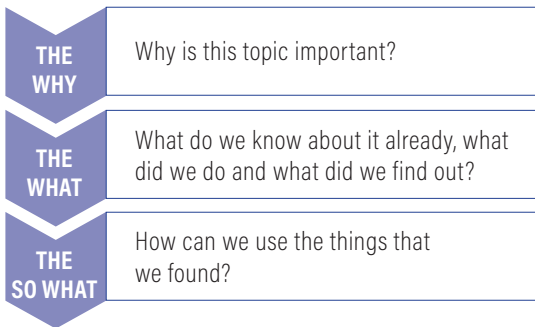 THE
WHY
Why is this topic important?
THE
WHAT
What do we know about it already, what
did we do and what did we find out?
THE
SO WHAT
How can we use the things that
we found?